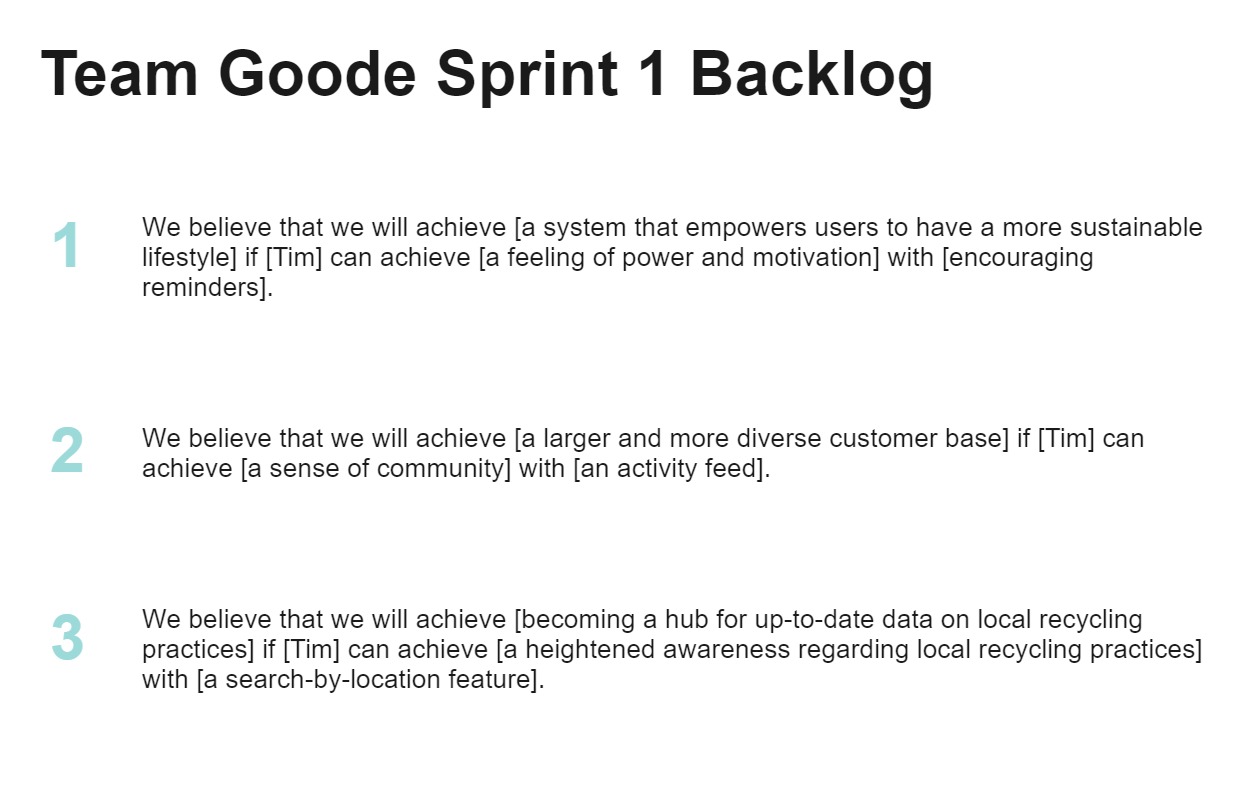 Team Goode Sprint 1 Backlog
1
We believe that we will achieve [a system that empowers users to have a more sustainable
lifestyle] if [Tim] can achieve [a feeling of power and motivation] with [encouraging
reminders].
2
We believe that we will achieve [a larger and more diverse customer base] if [Tim] can
achieve [a sense of community] with [an activity feed].
3
We believe that we will achieve [becoming a hub for up-to-date data on local recycling
practices] if [Tim] can achieve [a heightened awareness regarding local recycling practices]
with [a search-by-location feature].